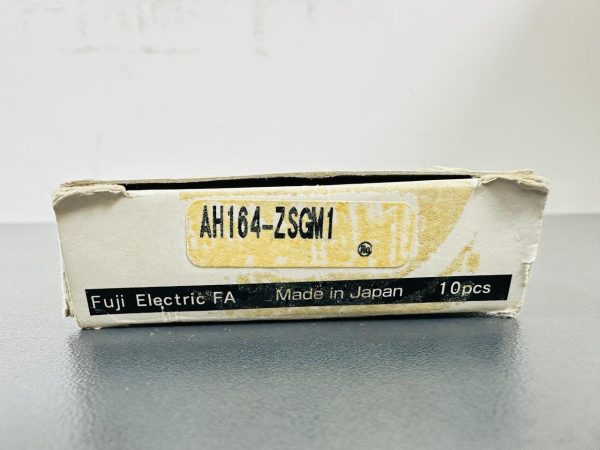 AH164-ZSGM1
Fuji Electric FA Made in Japan 10pcs